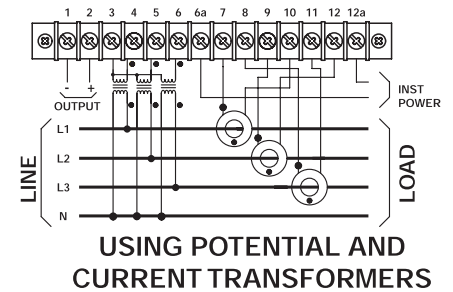 1 2 3 4 5 6 6a 7 8 9 10 11 12 12a
- +
OUTPUT
INST
POWER
L1
L2
L3
N
LINE
LOAD
USING POTENTIAL AND
CURRENT TRANSFORMERS